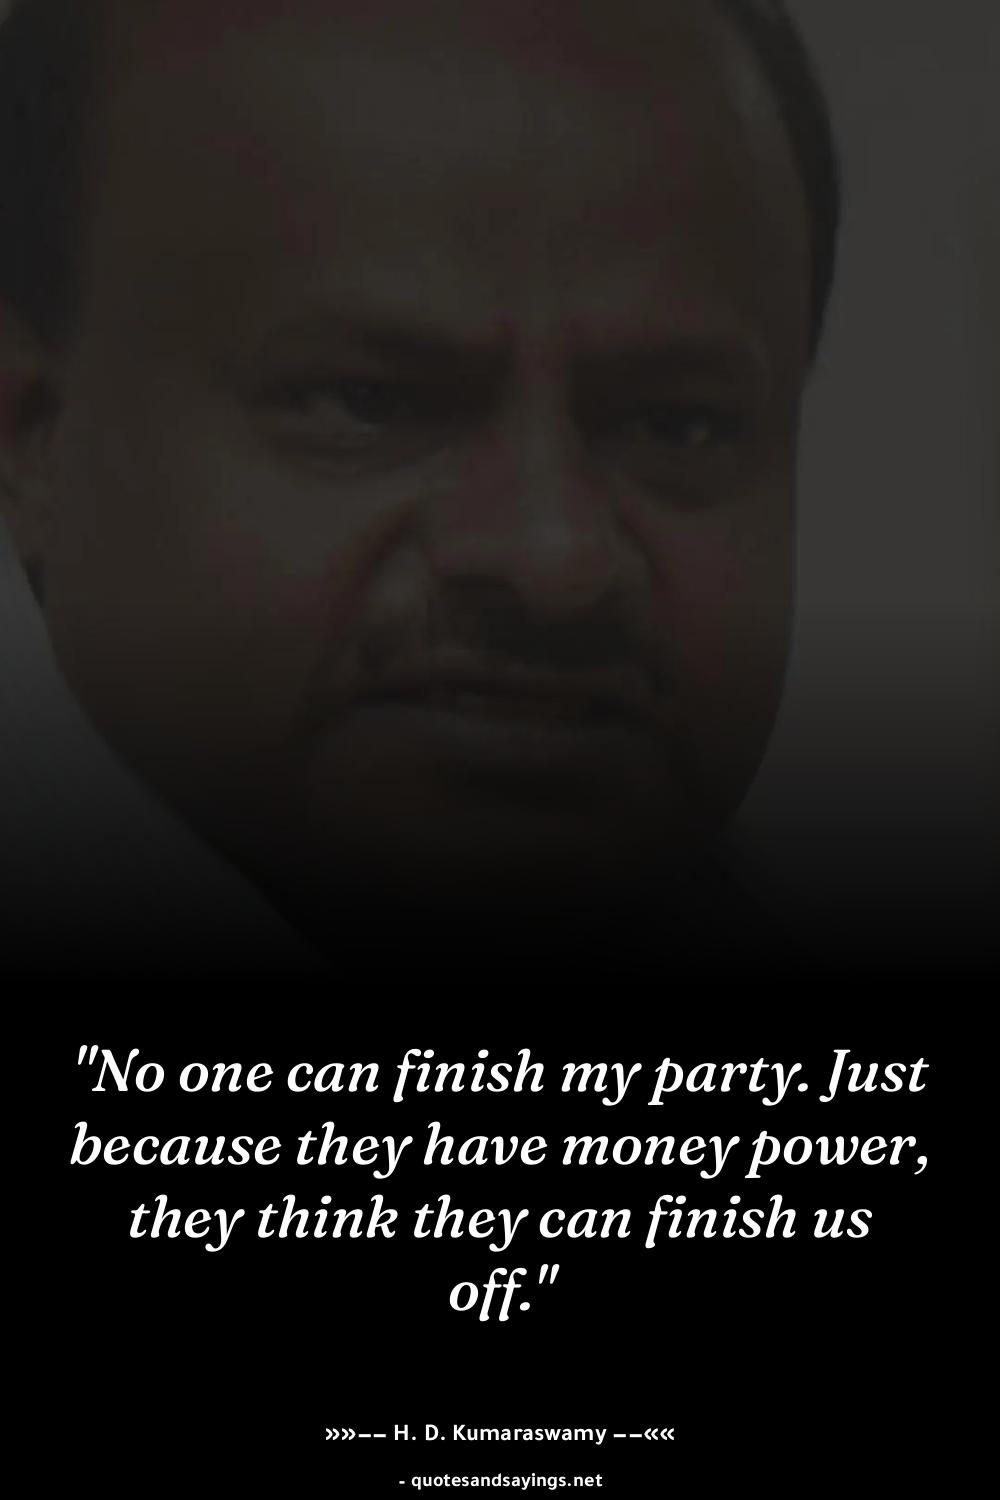 "No one can finish my party. Just
because they have money power,
they think they can finish us
off."
»»−− H. D. Kumaraswamy −−««
- quotesandsayings.net